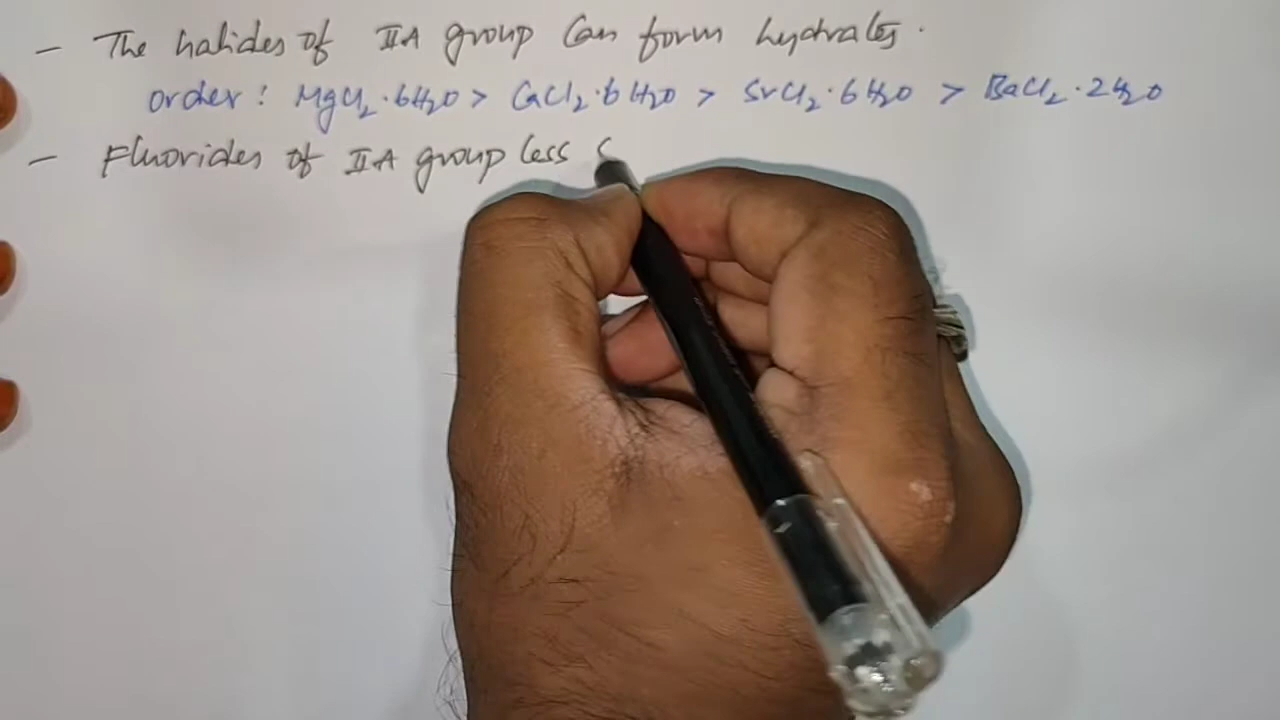 - The halides of IIA group can form hydrates.
order: MgCl2.6H2O > CaCl2.6H2O > SrCl2.6H2O > BaCl2.2H2O
- Fluorides of IIA group less s